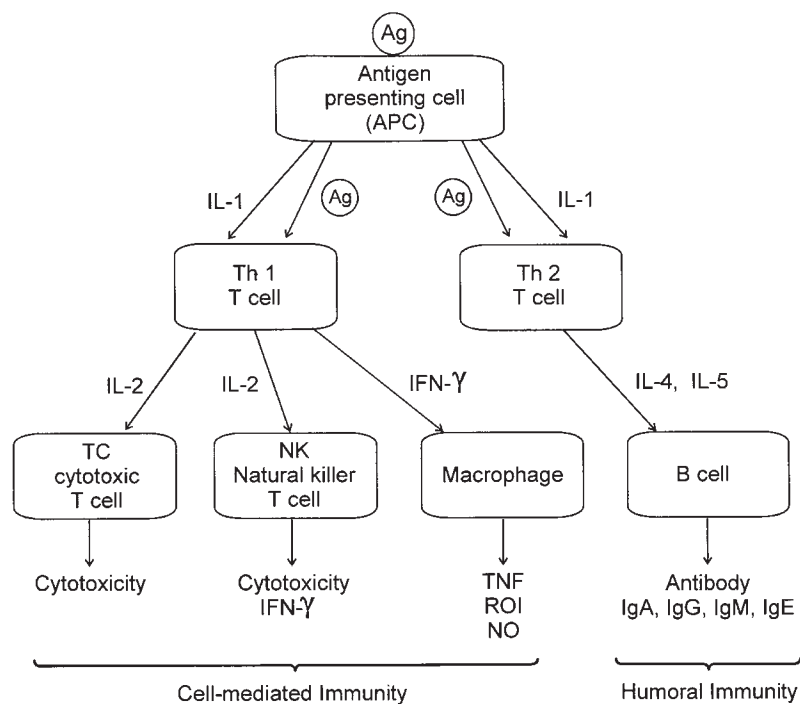 Ag
Antigen
presenting cell
(APC)
IL-1
Ag
Ag
IL-1
Th 1
T cell
Th 2
T cell
IL-2
IL-2
IFN-γ
IL-4, IL-5
TC
cytotoxic
T cell
NK
Natural killer
T cell
Macrophage
B cell
Cytotoxicity
Cytotoxicity
IFN-γ
TNF
ROI
NO
Antibody
IgA, IgG, IgM, IgE
Cell-mediated Immunity
Humoral Immunity